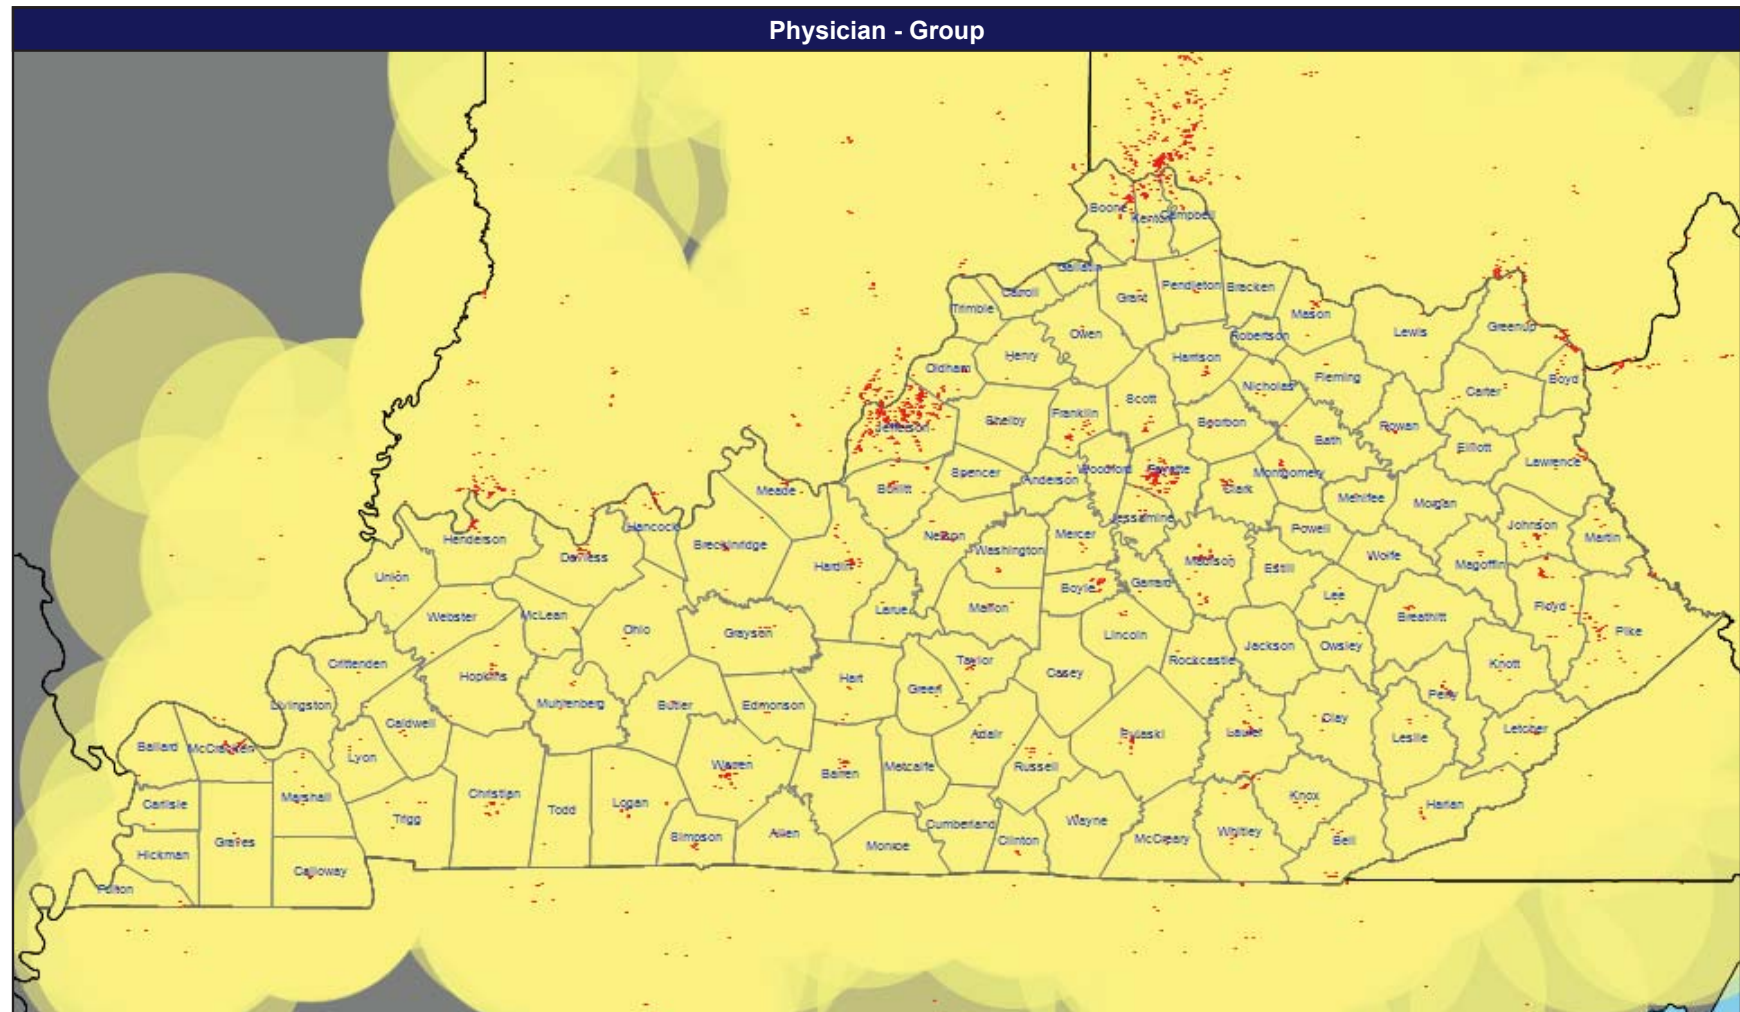 Physician - Group
Boone
Kenton
Campbell
Gallatin
Carroll
Trimble
Grant
Pendleton
Bracken
Mason
Lewis
Greenup
Owen
Robertson
Henry
Harrison
Oldham
Nicholas
Fleming
Carter
Boyd
Scott
Franklin
Shelby
Bourbon
Rowan
Jefferson
Bath
Elliott
Lawrence
Spencer
Woodford
Fayette
Anderson
Montgomery
Clark
Bullitt
Meade
Menifee
Morgan
Jessamine
Hancock
Henderson
Daviess
Breckinridge
Nelson
Washington
Mercer
Powell
Johnson
Martin
Madison
Wolfe
Magoffin
Hardin
Estill
Union
Boyle
Garrard
Lee
Larue
Marion
Floyd
Webster
McLean
Ohio
Grayson
Breathitt
Lincoln
Pike
Jackson
Owsley
Crittenden
Taylor
Rockcastle
Knott
Hopkins
Hart
Casey
Green
Perry
Livingston
Muhlenberg
Butler
Edmonson
Caldwell
Clay
Letcher
Ballard
McCracken
Adair
Pulaski
Laurel
Leslie
Lyon
Warren
Barren
Metcalfe
Russell
Marshall
Christian
Carlisle
Logan
Todd
Knox
Harlan
Trigg
Wayne
Cumberland
Graves
Simpson
Allen
Monroe
Clinton
McCreary
Whitley
Bell
Hickman
Calloway
Fulton